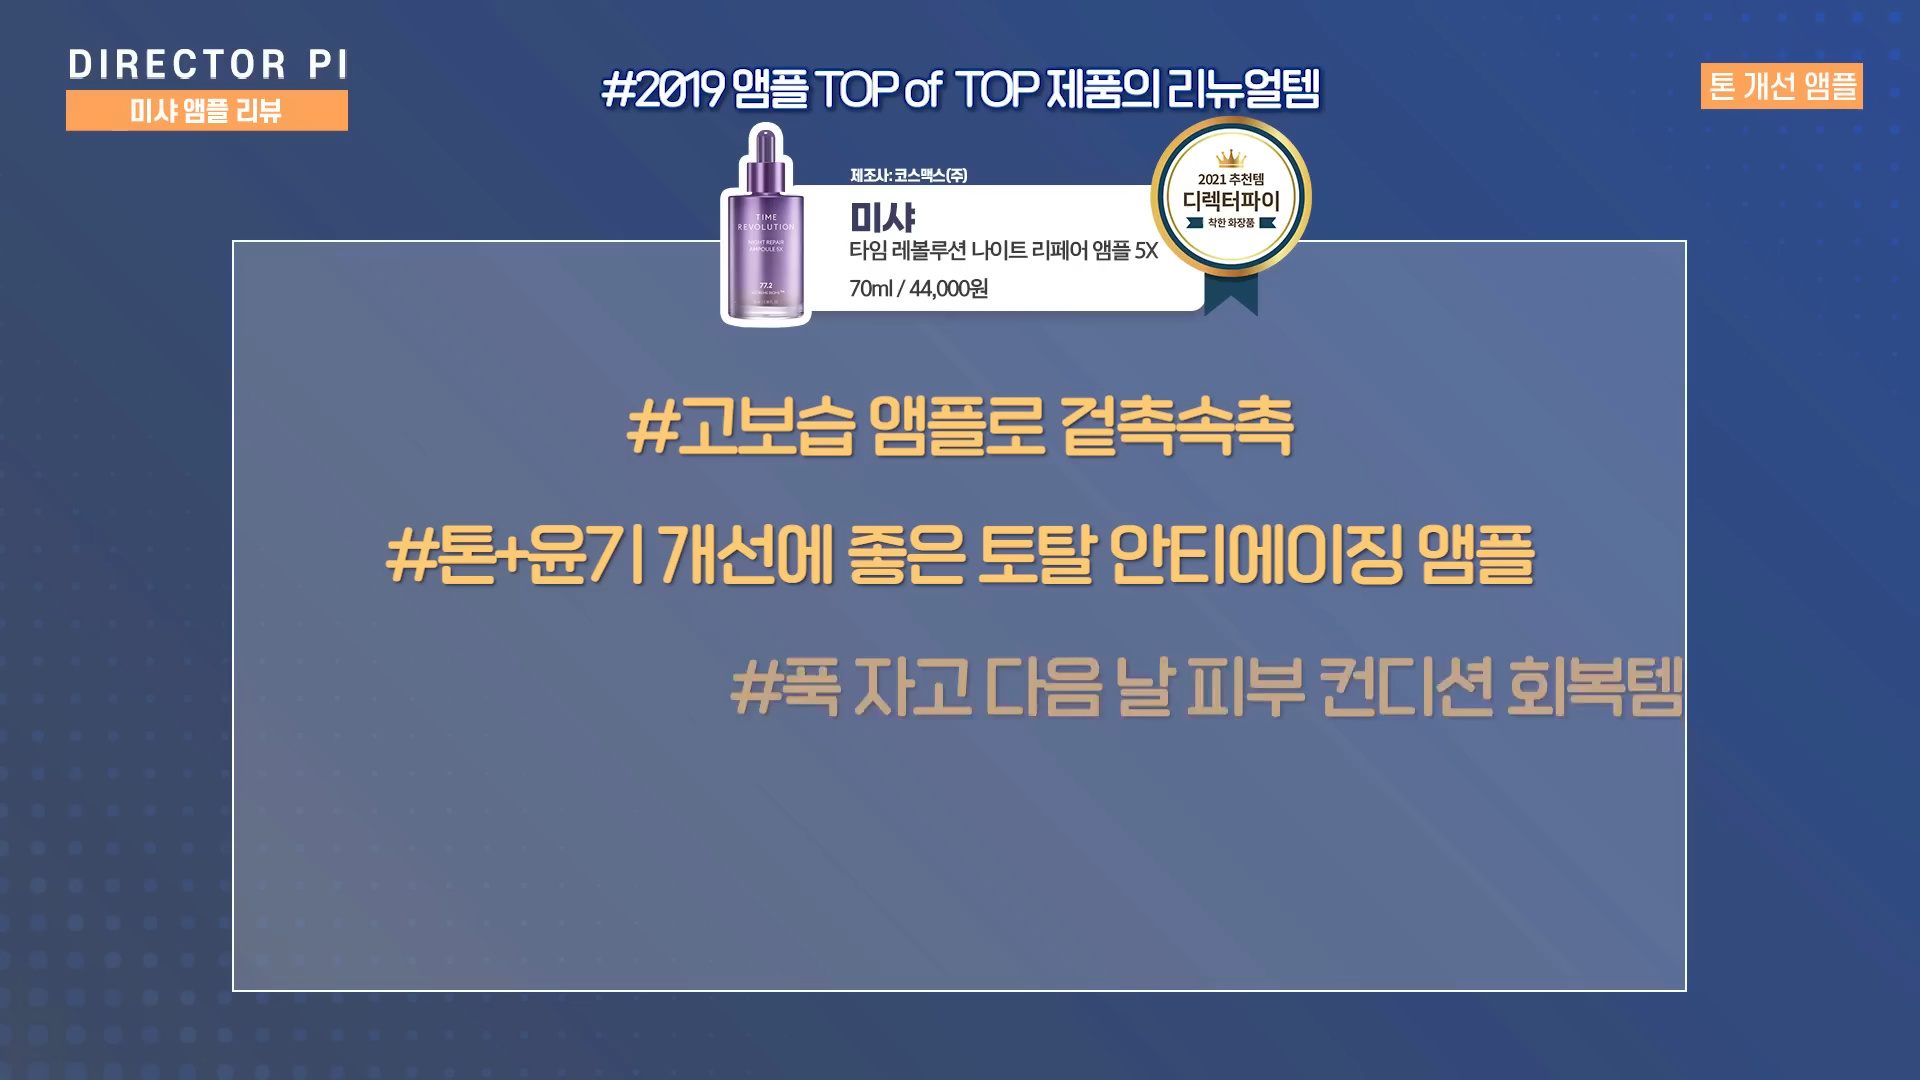 DIRECTOR PI
미샤 앰플 리뷰
#2019 앰플 TOP of TOP 제품의 리뉴얼템
톤 개선 앰플
제조사: 코스맥스(주)
미샤
타임 레볼루션 나이트 리페어 앰플 5X
70ml / 44,000원
TIME
REVOLUTION
NIGHT REPAIR
AMPOULE 5X
77.2
2021 추천템
디렉터파이
착한 화장품
#고보습 앰플로 겉촉속촉
#톤+윤기 개선에 좋은 토탈 안티에이징 앰플
#푹 자고 다음 날 피부 컨디션 회복템